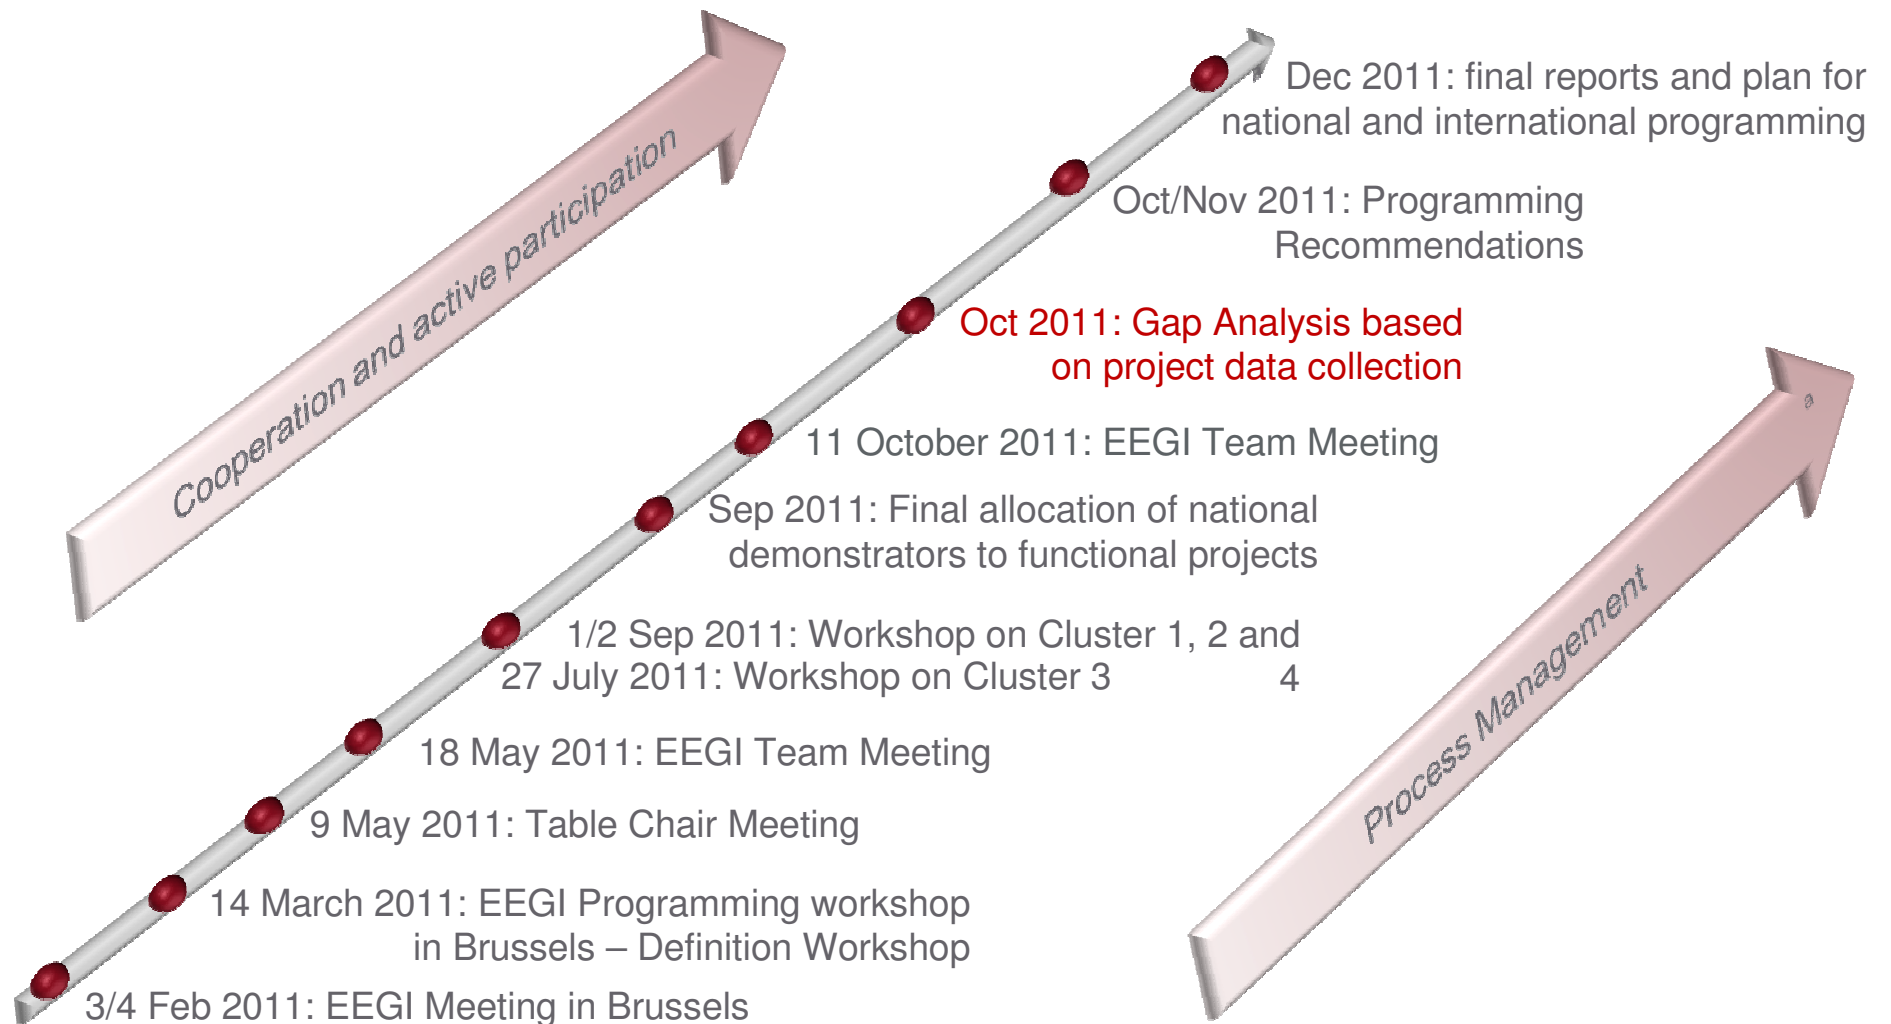 Cooperation and active participation
Dec 2011: final reports and plan for
national and international programming
Oct/Nov 2011: Programming
Recommendations
Oct 2011: Gap Analysis based
on project data collection
11 October 2011: EEGI Team Meeting
Sep 2011: Final allocation of national
demonstrators to functional projects
1/2 Sep 2011: Workshop on Cluster 1, 2 and
4
27 July 2011: Workshop on Cluster 3
18 May 2011: EEGI Team Meeting
9 May 2011: Table Chair Meeting
14 March 2011: EEGI Programming workshop
in Brussels – Definition Workshop
3/4 Feb 2011: EEGI Meeting in Brussels
Process Management
a